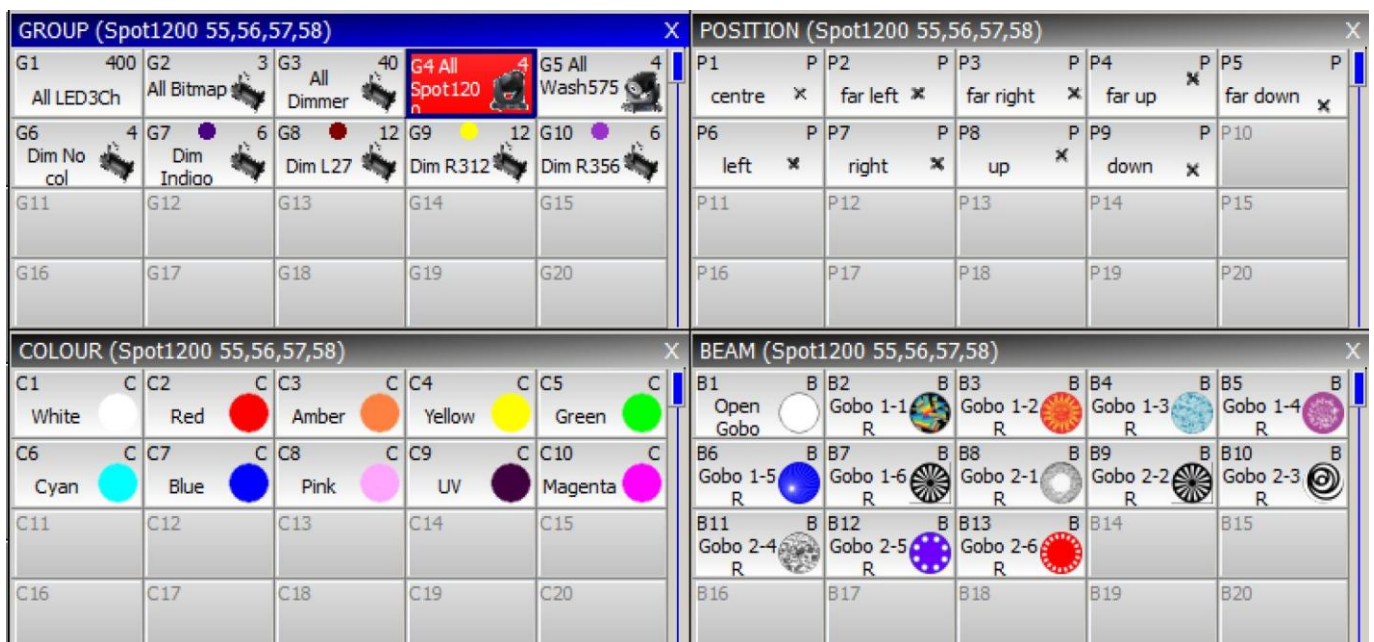 GROUP (Spot1200 55,56,57,58) X
G1 400 G2 3 G3 40 G4 All 4 G5 All 4
All LED3Ch All Bitmap All Dimmer Spot120 0 Wash575
G6 4 G7 6 G8 12 G9 12 G10 6
Dim No col Dim Indigo Dim L27 Dim R312 Dim R356
G11 G12 G13 G14 G15
G16 G17 G18 G19 G20
POSITION (Spot1200 55,56,57,58) X
P1 P P2 P P3 P P4 P P5 P
centre far left far right far up far down
P6 P P7 P P8 P P9 P P10
left right up down
P11 P12 P13 P14 P15
P16 P17 P18 P19 P20
COLOUR (Spot1200 55,56,57,58) X
C1 C C2 C C3 C C4 C C5 C
White Red Amber Yellow Green
C6 C C7 C C8 C C9 C C10 C
Cyan Blue Pink UV Magenta
C11 C12 C13 C14 C15
C16 C17 C18 C19 C20
BEAM (Spot1200 55,56,57,58) X
B1 B B2 B B3 B B4 B B5 B
Open Gobo 1-1 Gobo 1-2 Gobo 1-3 Gobo 1-4
Gobo R R R R
B6 B B7 B B8 B B9 B B10 B
Gobo 1-5 Gobo 1-6 Gobo 2-1 Gobo 2-2 Gobo 2-3
R R R R R
B11 B B12 B B13 B B14 B15
Gobo 2-4 Gobo 2-5 Gobo 2-6
R R R
B16 B17 B18 B19 B20